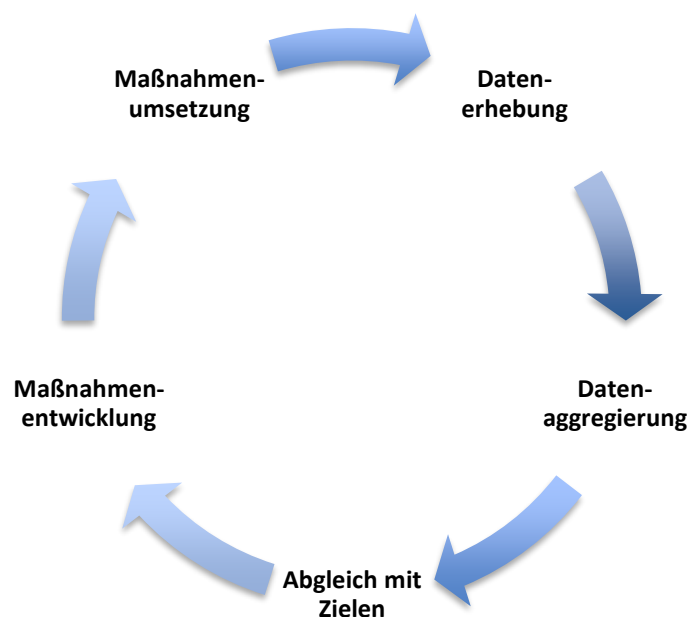 Maßnahmen-
umsetzung
Daten-
erhebung
Daten-
aggregierung
Abgleich mit
Zielen
Maßnahmen-
entwicklung